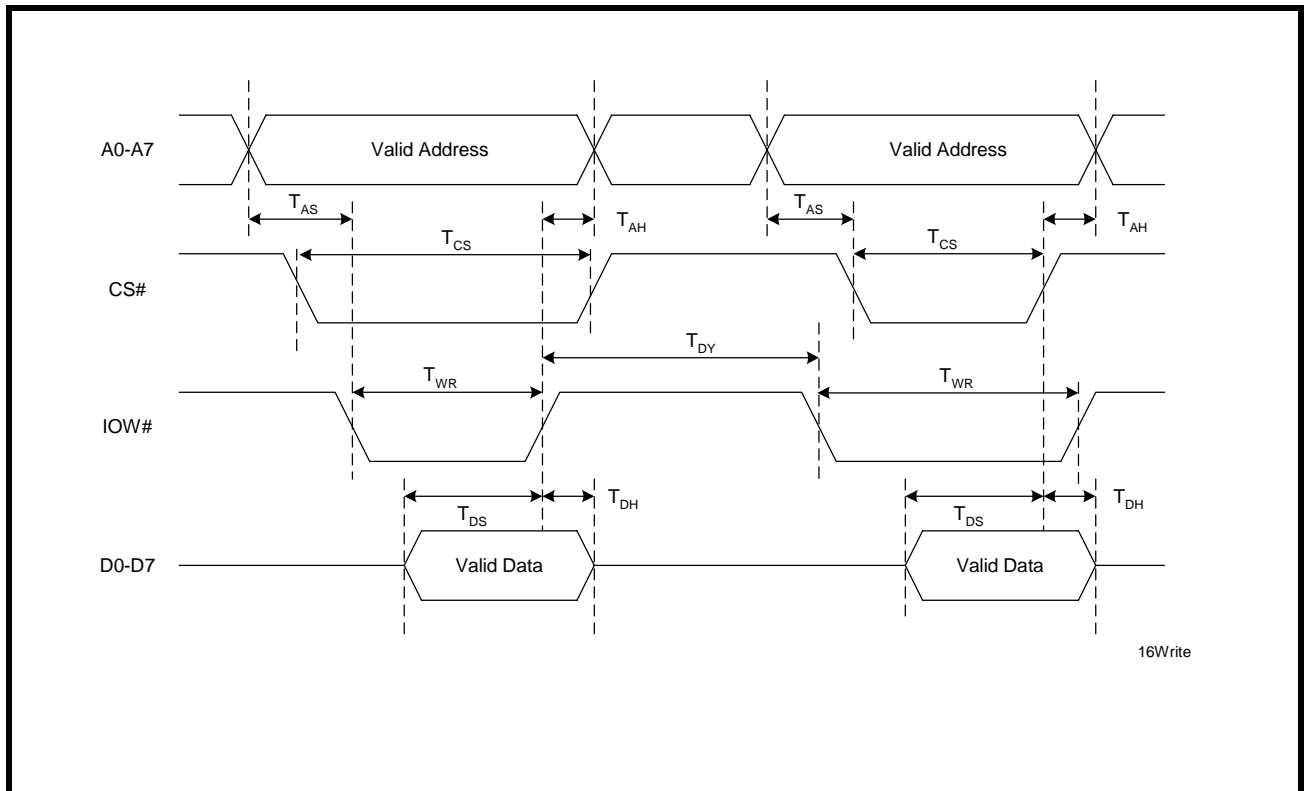 A0-A7
Valid Address
Valid Address
TAS
TAH
TAS
TAH
TCS
TCS
CS#
TDY
TWR
TWR
IOW#
TDS
TDH
TDS
TDH
D0-D7
Valid Data
Valid Data
16Write